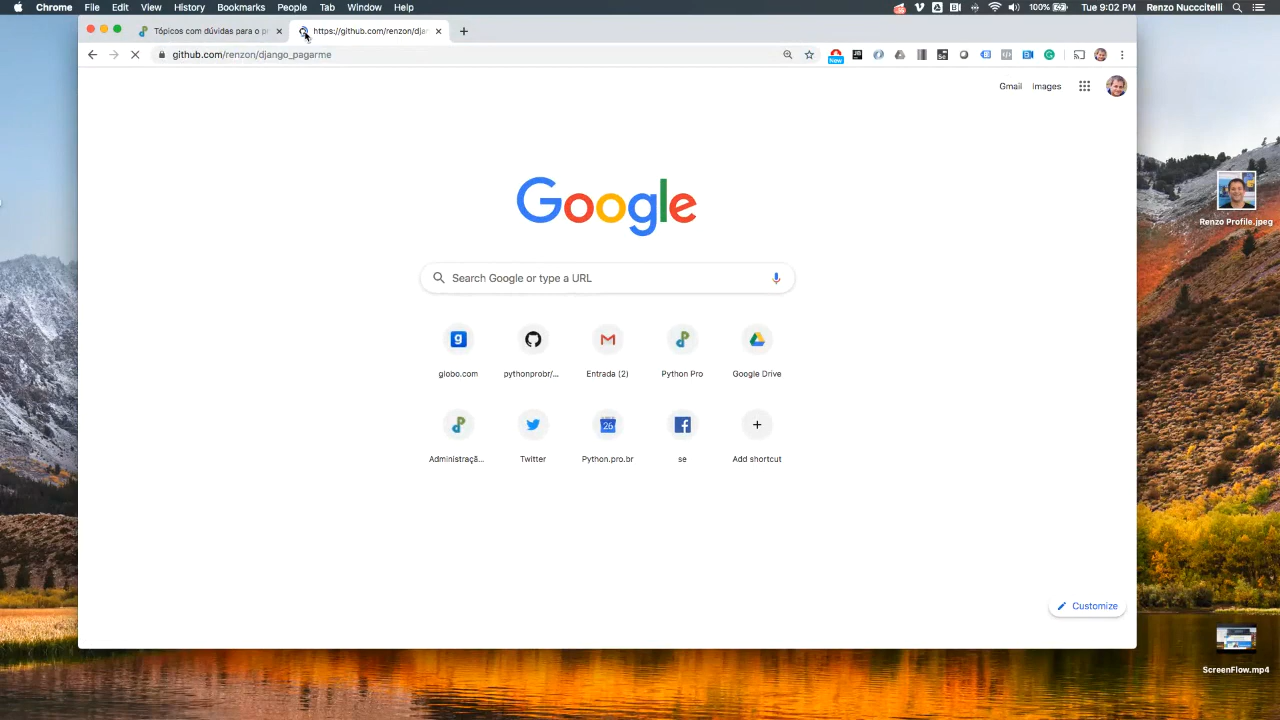 Chrome File Edit View History Bookmarks People Tab Window Help 100% Tue 9:02 PM Renzo Nuccitelli
Tópicos com dúvidas para o p
https://github.com/renzon/djan
github.com/renzon/django_pagarme
New
Gmail Images
Google
Search Google or type a URL
globo.com pythonprobr/... Entrada (2) Python Pro Google Drive
26
Administraçã... Twitter Python.pro.br se Add shortcut
Customize
Renzo Profile.jpeg
ScreenFlow.mp4